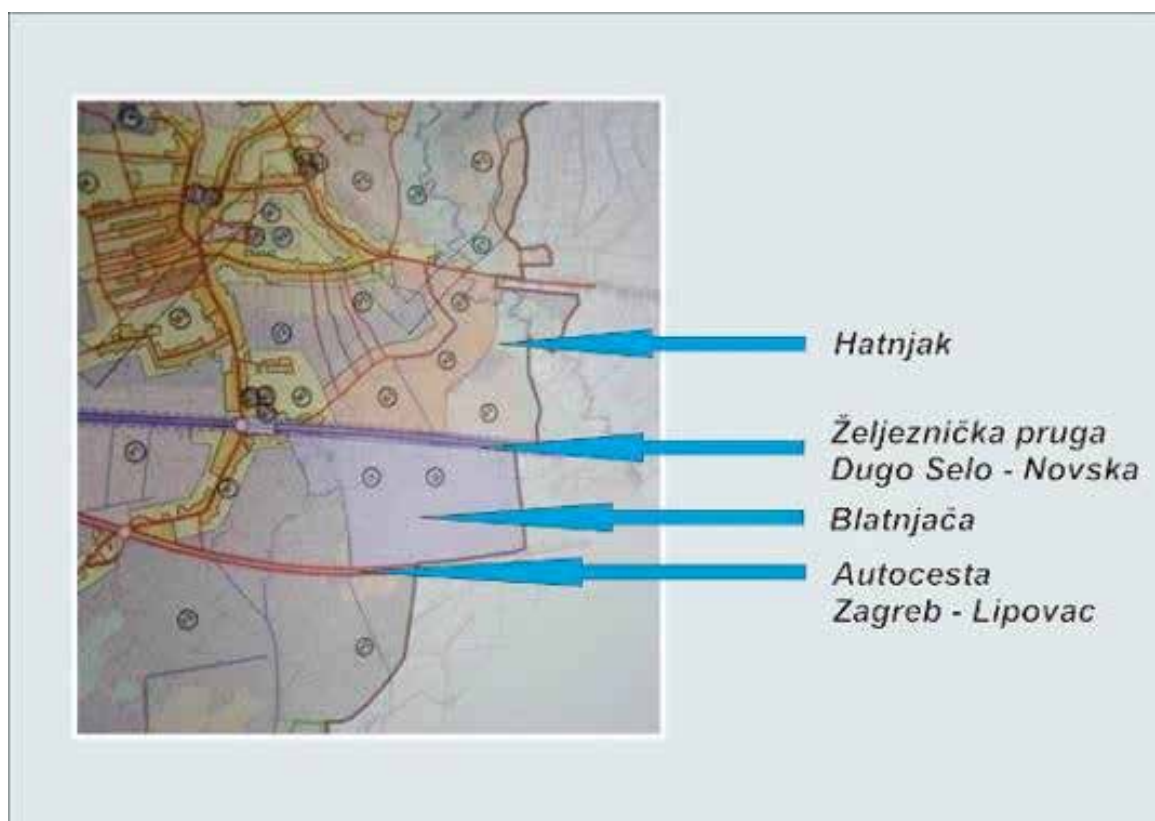 Hatnjak
Željeznička pruga
Dugo Selo - Novska
Blatnjača
Autocesta
Zagreb - Lipovac